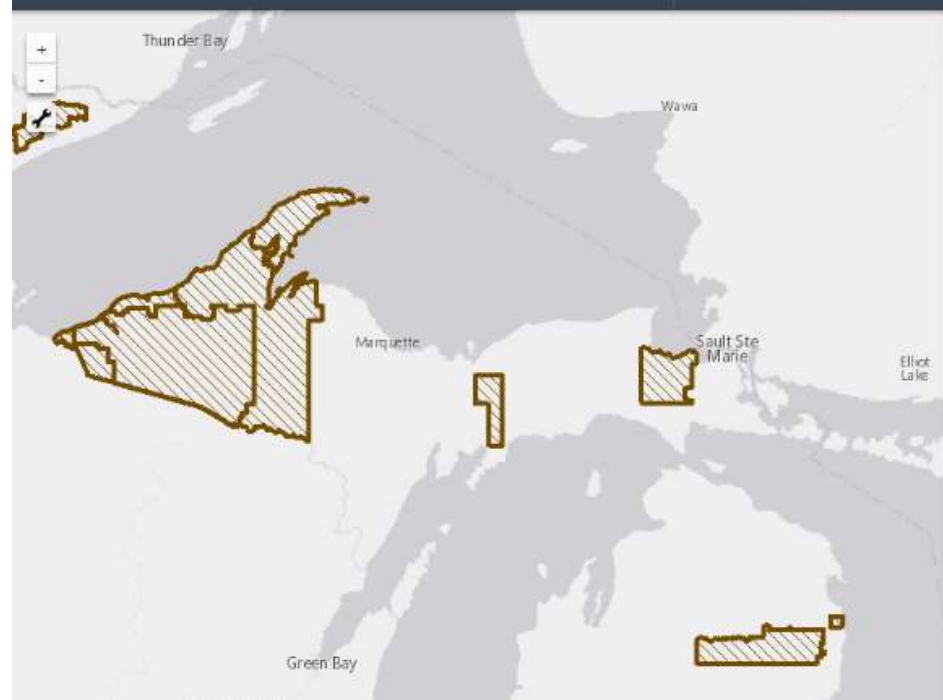 Thunder Bay
+
-
Wawa
Marquette
Sault Ste
Marie
Elliot
Lake
Green Bay